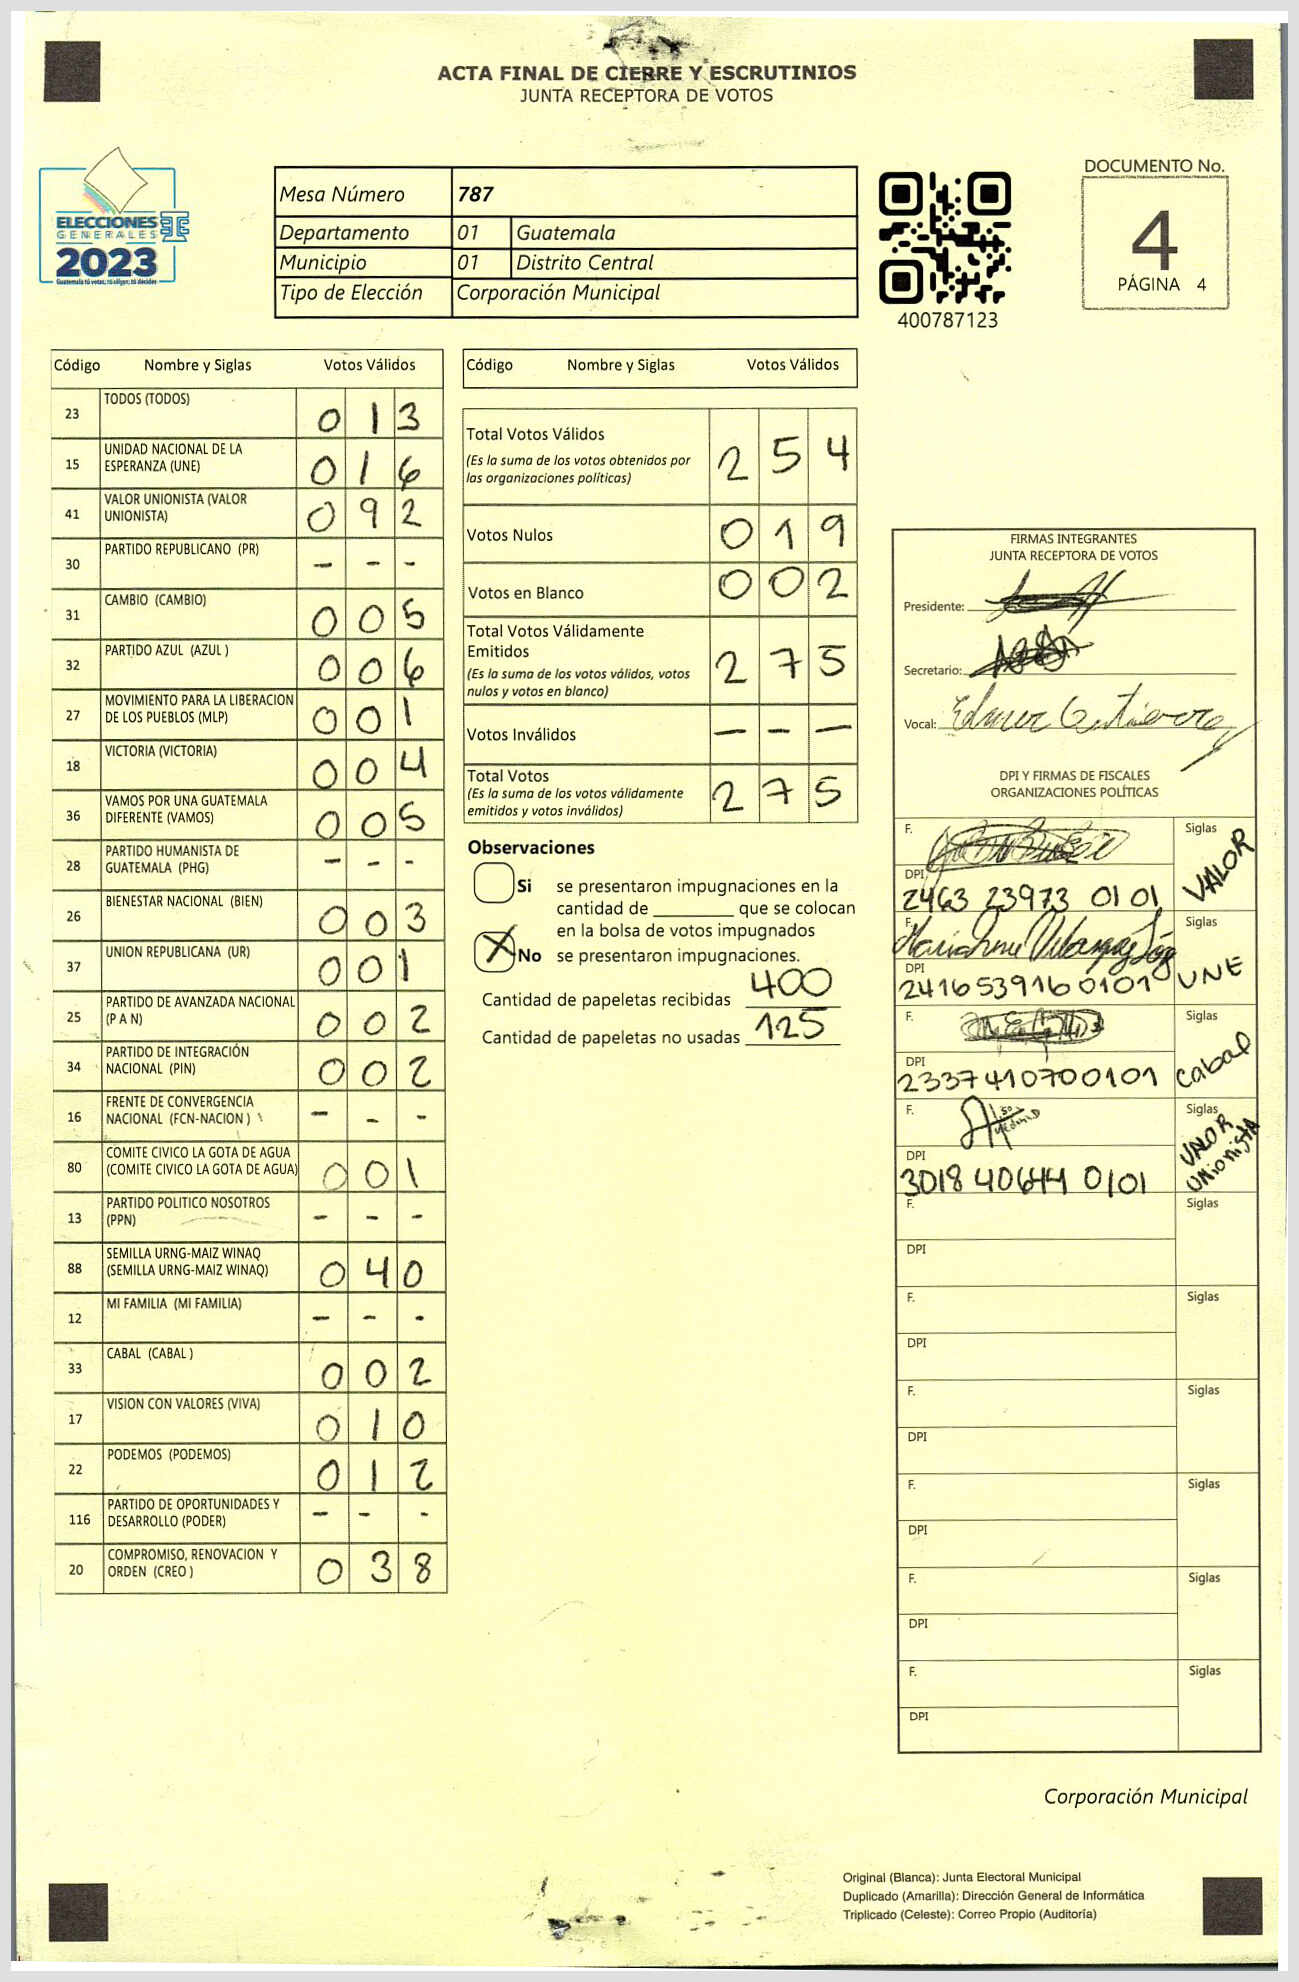 ACTA FINAL DE CIERRE Y ESCRUTINIOS
JUNTA RECEPTORA DE VOTOS
ELECCIONES
GENERALES
2023
Guatemala tú votas, tú eliges, tú decides
Mesa Número 787
Departamento 01 Guatemala
Municipio 01 Distrito Central
Tipo de Elección Corporación Municipal
400787123
DOCUMENTO No.
4
PÁGINA 4
Código Nombre y Siglas Votos Válidos
23 TODOS (TODOS) 0 1 3
15 UNIDAD NACIONAL DE LA
ESPERANZA (UNE) 0 1 6
41 VALOR UNIONISTA (VALOR
UNIONISTA) 0 9 2
30 PARTIDO REPUBLICANO (PR) - - -
31 CAMBIO (CAMBIO) 0 0 5
32 PARTIDO AZUL (AZUL ) 0 0 6
27 MOVIMIENTO PARA LA LIBERACION
DE LOS PUEBLOS (MLP) 0 0 1
18 VICTORIA (VICTORIA) 0 0 4
36 VAMOS POR UNA GUATEMALA
DIFERENTE (VAMOS) 0 0 5
28 PARTIDO HUMANISTA DE
GUATEMALA (PHG) - - -
26 BIENESTAR NACIONAL (BIEN) 0 0 3
37 UNION REPUBLICANA (UR) 0 0 1
25 PARTIDO DE AVANZADA NACIONAL
(P A N) 0 0 2
34 PARTIDO DE INTEGRACIÓN
NACIONAL (PIN) 0 0 2
16 FRENTE DE CONVERGENCIA
NACIONAL (FCN-NACION ) - - -
80 COMITE CIVICO LA GOTA DE AGUA
(COMITE CIVICO LA GOTA DE AGUA) 0 0 1
13 PARTIDO POLITICO NOSOTROS
(PPN) - - -
88 SEMILLA URNG-MAIZ WINAQ
(SEMILLA URNG-MAIZ WINAQ) 0 4 0
12 MI FAMILIA (MI FAMILIA) - - -
33 CABAL (CABAL ) 0 0 2
17 VISION CON VALORES (VIVA) 0 1 0
22 PODEMOS (PODEMOS) 0 1 2
116 PARTIDO DE OPORTUNIDADES Y
DESARROLLO (PODER) - - -
20 COMPROMISO, RENOVACION Y
ORDEN (CREO ) 0 3 8
Código Nombre y Siglas Votos Válidos
Total Votos Válidos 2 5 4
(Es la suma de los votos obtenidos por
las organizaciones políticas)
Votos Nulos 0 1 9
Votos en Blanco 0 0 2
Total Votos Válidamente
Emitidos 2 7 5
(Es la suma de los votos válidos, votos
nulos y votos en blanco)
Votos Inválidos - - -
Total Votos 2 7 5
(Es la suma de los votos válidamente
emitidos y votos inválidos)
Observaciones
Si se presentaron impugnaciones en la
cantidad de ________ que se colocan
en la bolsa de votos impugnados
X No se presentaron impugnaciones.
Cantidad de papeletas recibidas 400
Cantidad de papeletas no usadas 125
FIRMAS INTEGRANTES
JUNTA RECEPTORA DE VOTOS
Presidente:
Secretario:
Vocal:
DPI Y FIRMAS DE FISCALES
ORGANIZACIONES POLÍTICAS
F. Siglas VALOR
DPI
2463 23973 0101
F. Siglas UNE
DPI
2416539160101
F. Siglas Cabal
DPI
2337410700101
F. Siglas VALOR
UNionistA
DPI
3018 40644 0101
F. Siglas
DPI
F. Siglas
DPI
F. Siglas
DPI
F. Siglas
DPI
F. Siglas
DPI
F. Siglas
DPI
Corporación Municipal
Original (Blanca): Junta Electoral Municipal
Duplicado (Amarilla): Dirección General de Informática
Triplicado (Celeste): Correo Propio (Auditoría)